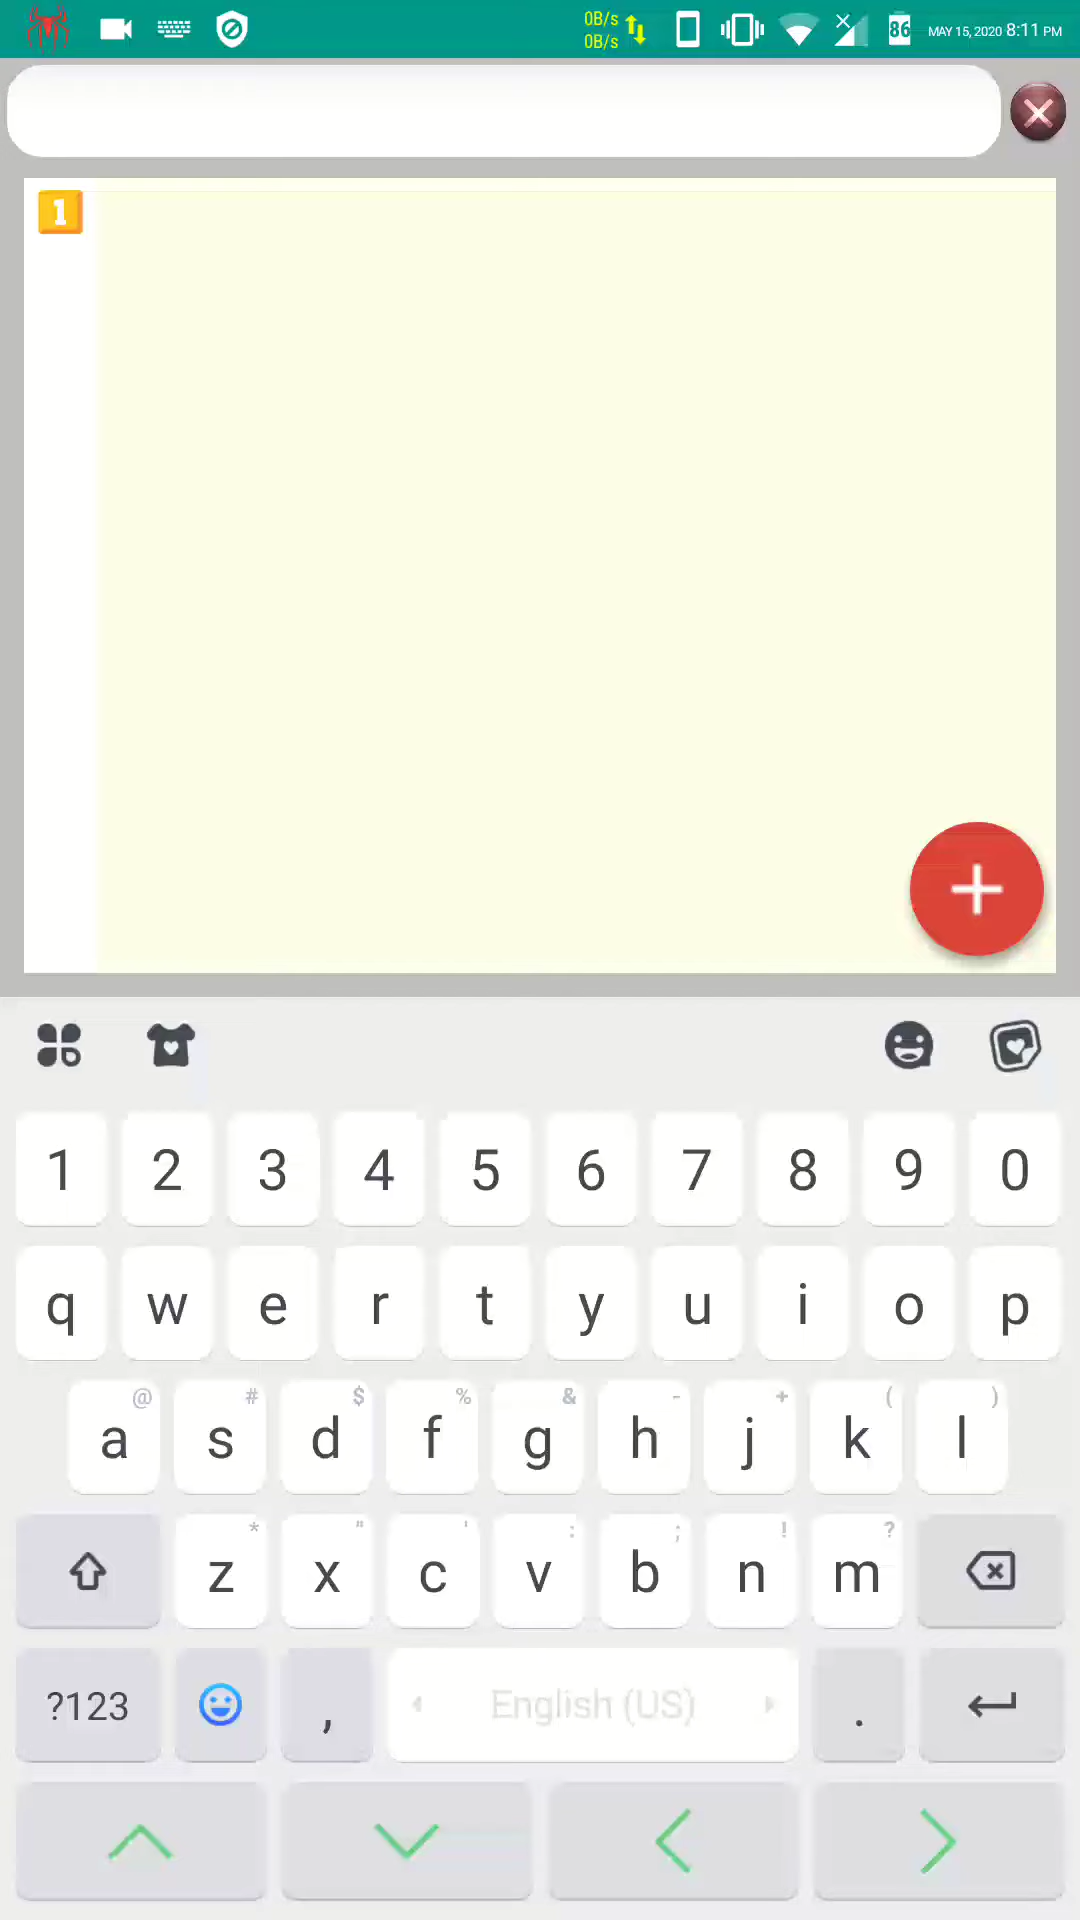 0B/s
0B/s
86
MAY 15, 2020 8:11 PM
1
1 2 3 4 5 6 7 8 9 0
q w e r t y u i o p
@ # $ % & - + ( )
a s d f g h j k l
* " ' : ; ! ?
z x c v b n m
?123 , English (US) .